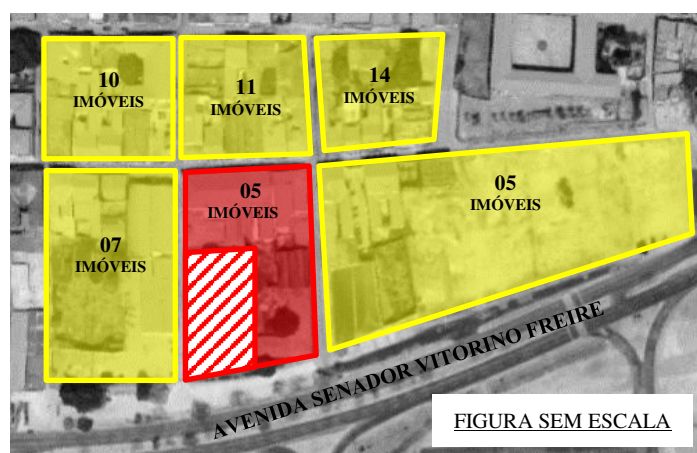 10
IMÓVEIS
11
IMÓVEIS
14
IMÓVEIS
07
IMÓVEIS
05
IMÓVEIS
05
IMÓVEIS
AVENIDA SENADOR VITORINO FREIRE
FIGURA SEM ESCALA